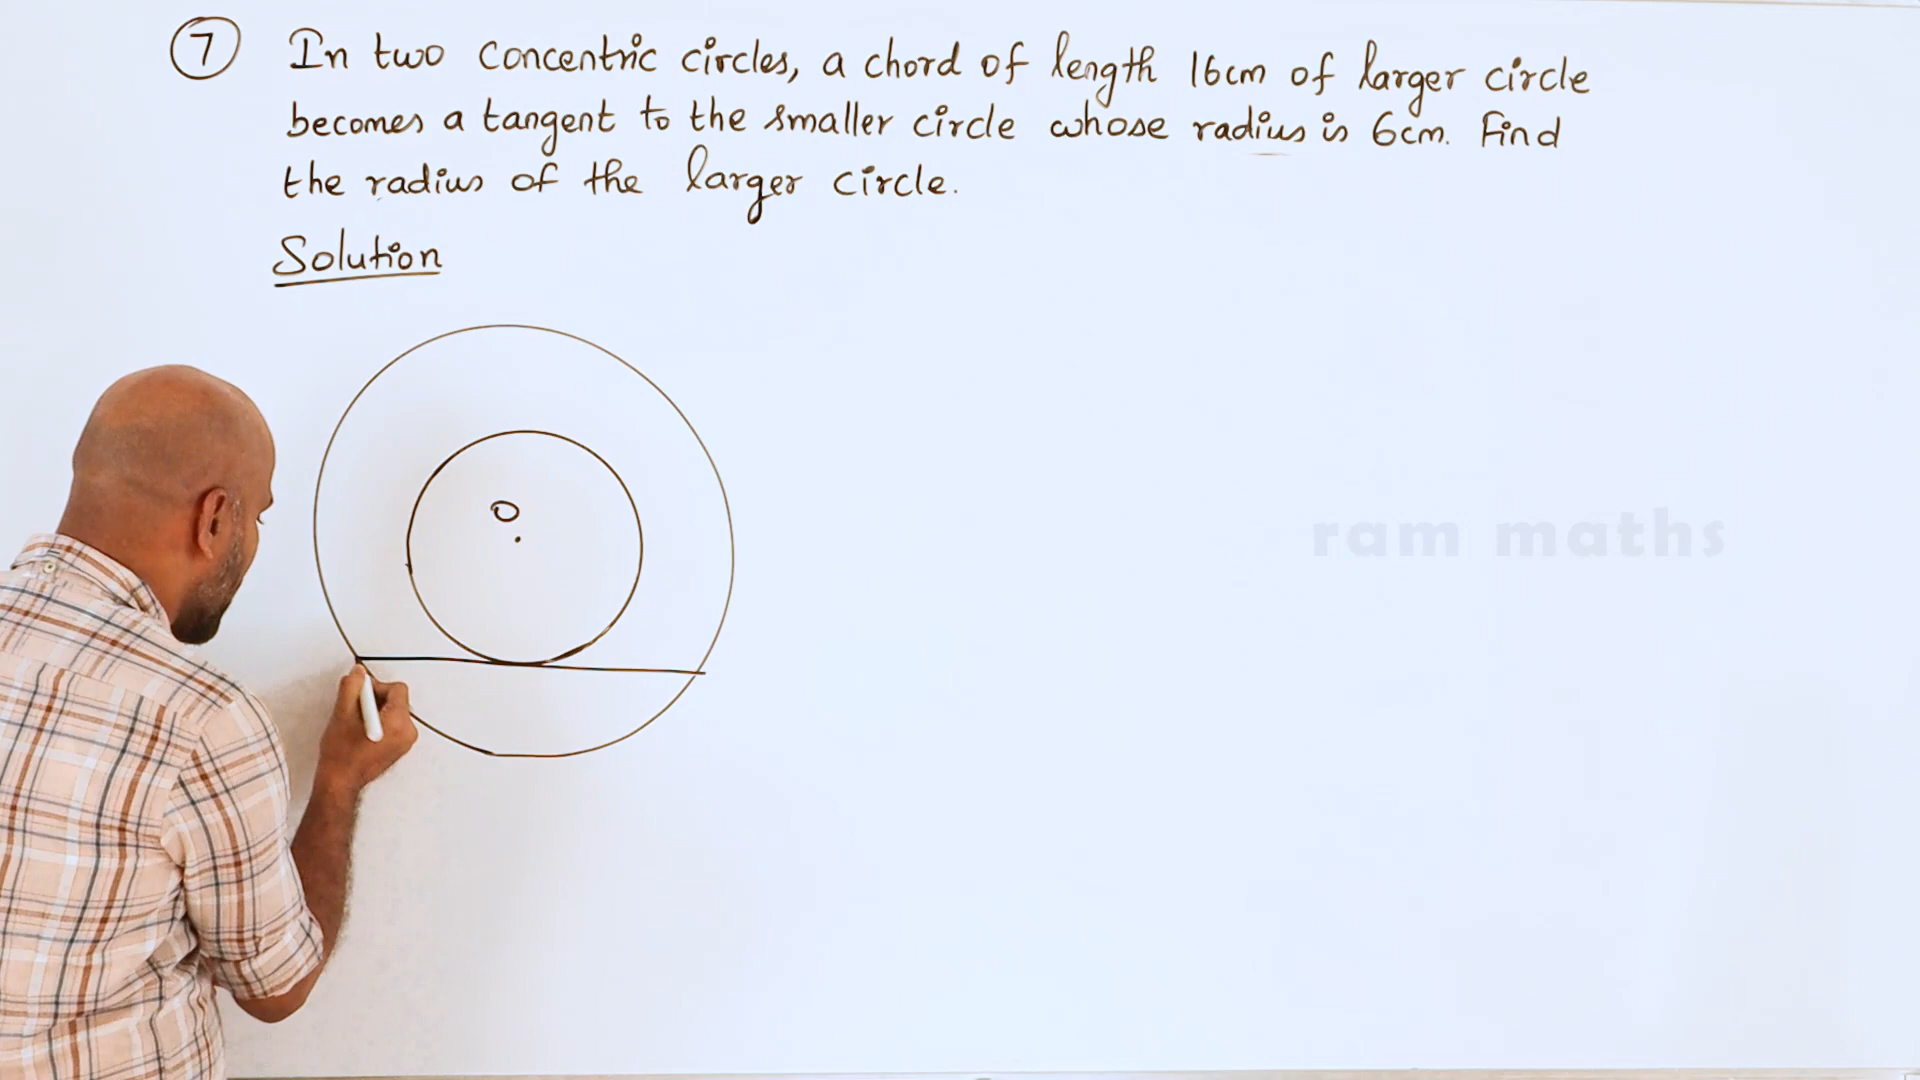 7 In two concentric circles, a chord of length 16cm of larger circle
becomes a tangent to the smaller circle whose radius is 6cm. Find
the radius of the larger circle.
Solution
O
ram maths